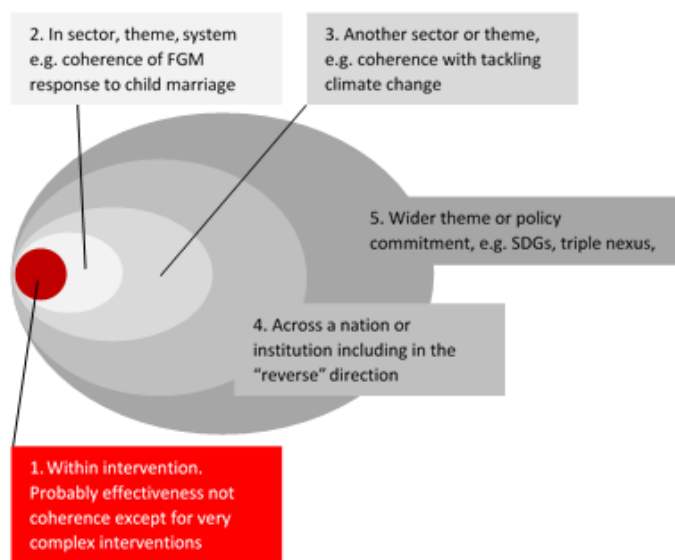 2. In sector, theme, system
e.g. coherence of FGM
response to child marriage
3. Another sector or theme,
e.g. coherence with tackling
climate change
5. Wider theme or policy
commitment, e.g. SDGs, triple nexus,
4. Across a nation or
institution including in the
“reverse” direction
1. Within intervention.
Probably effectiveness not
coherence except for very
complex interventions